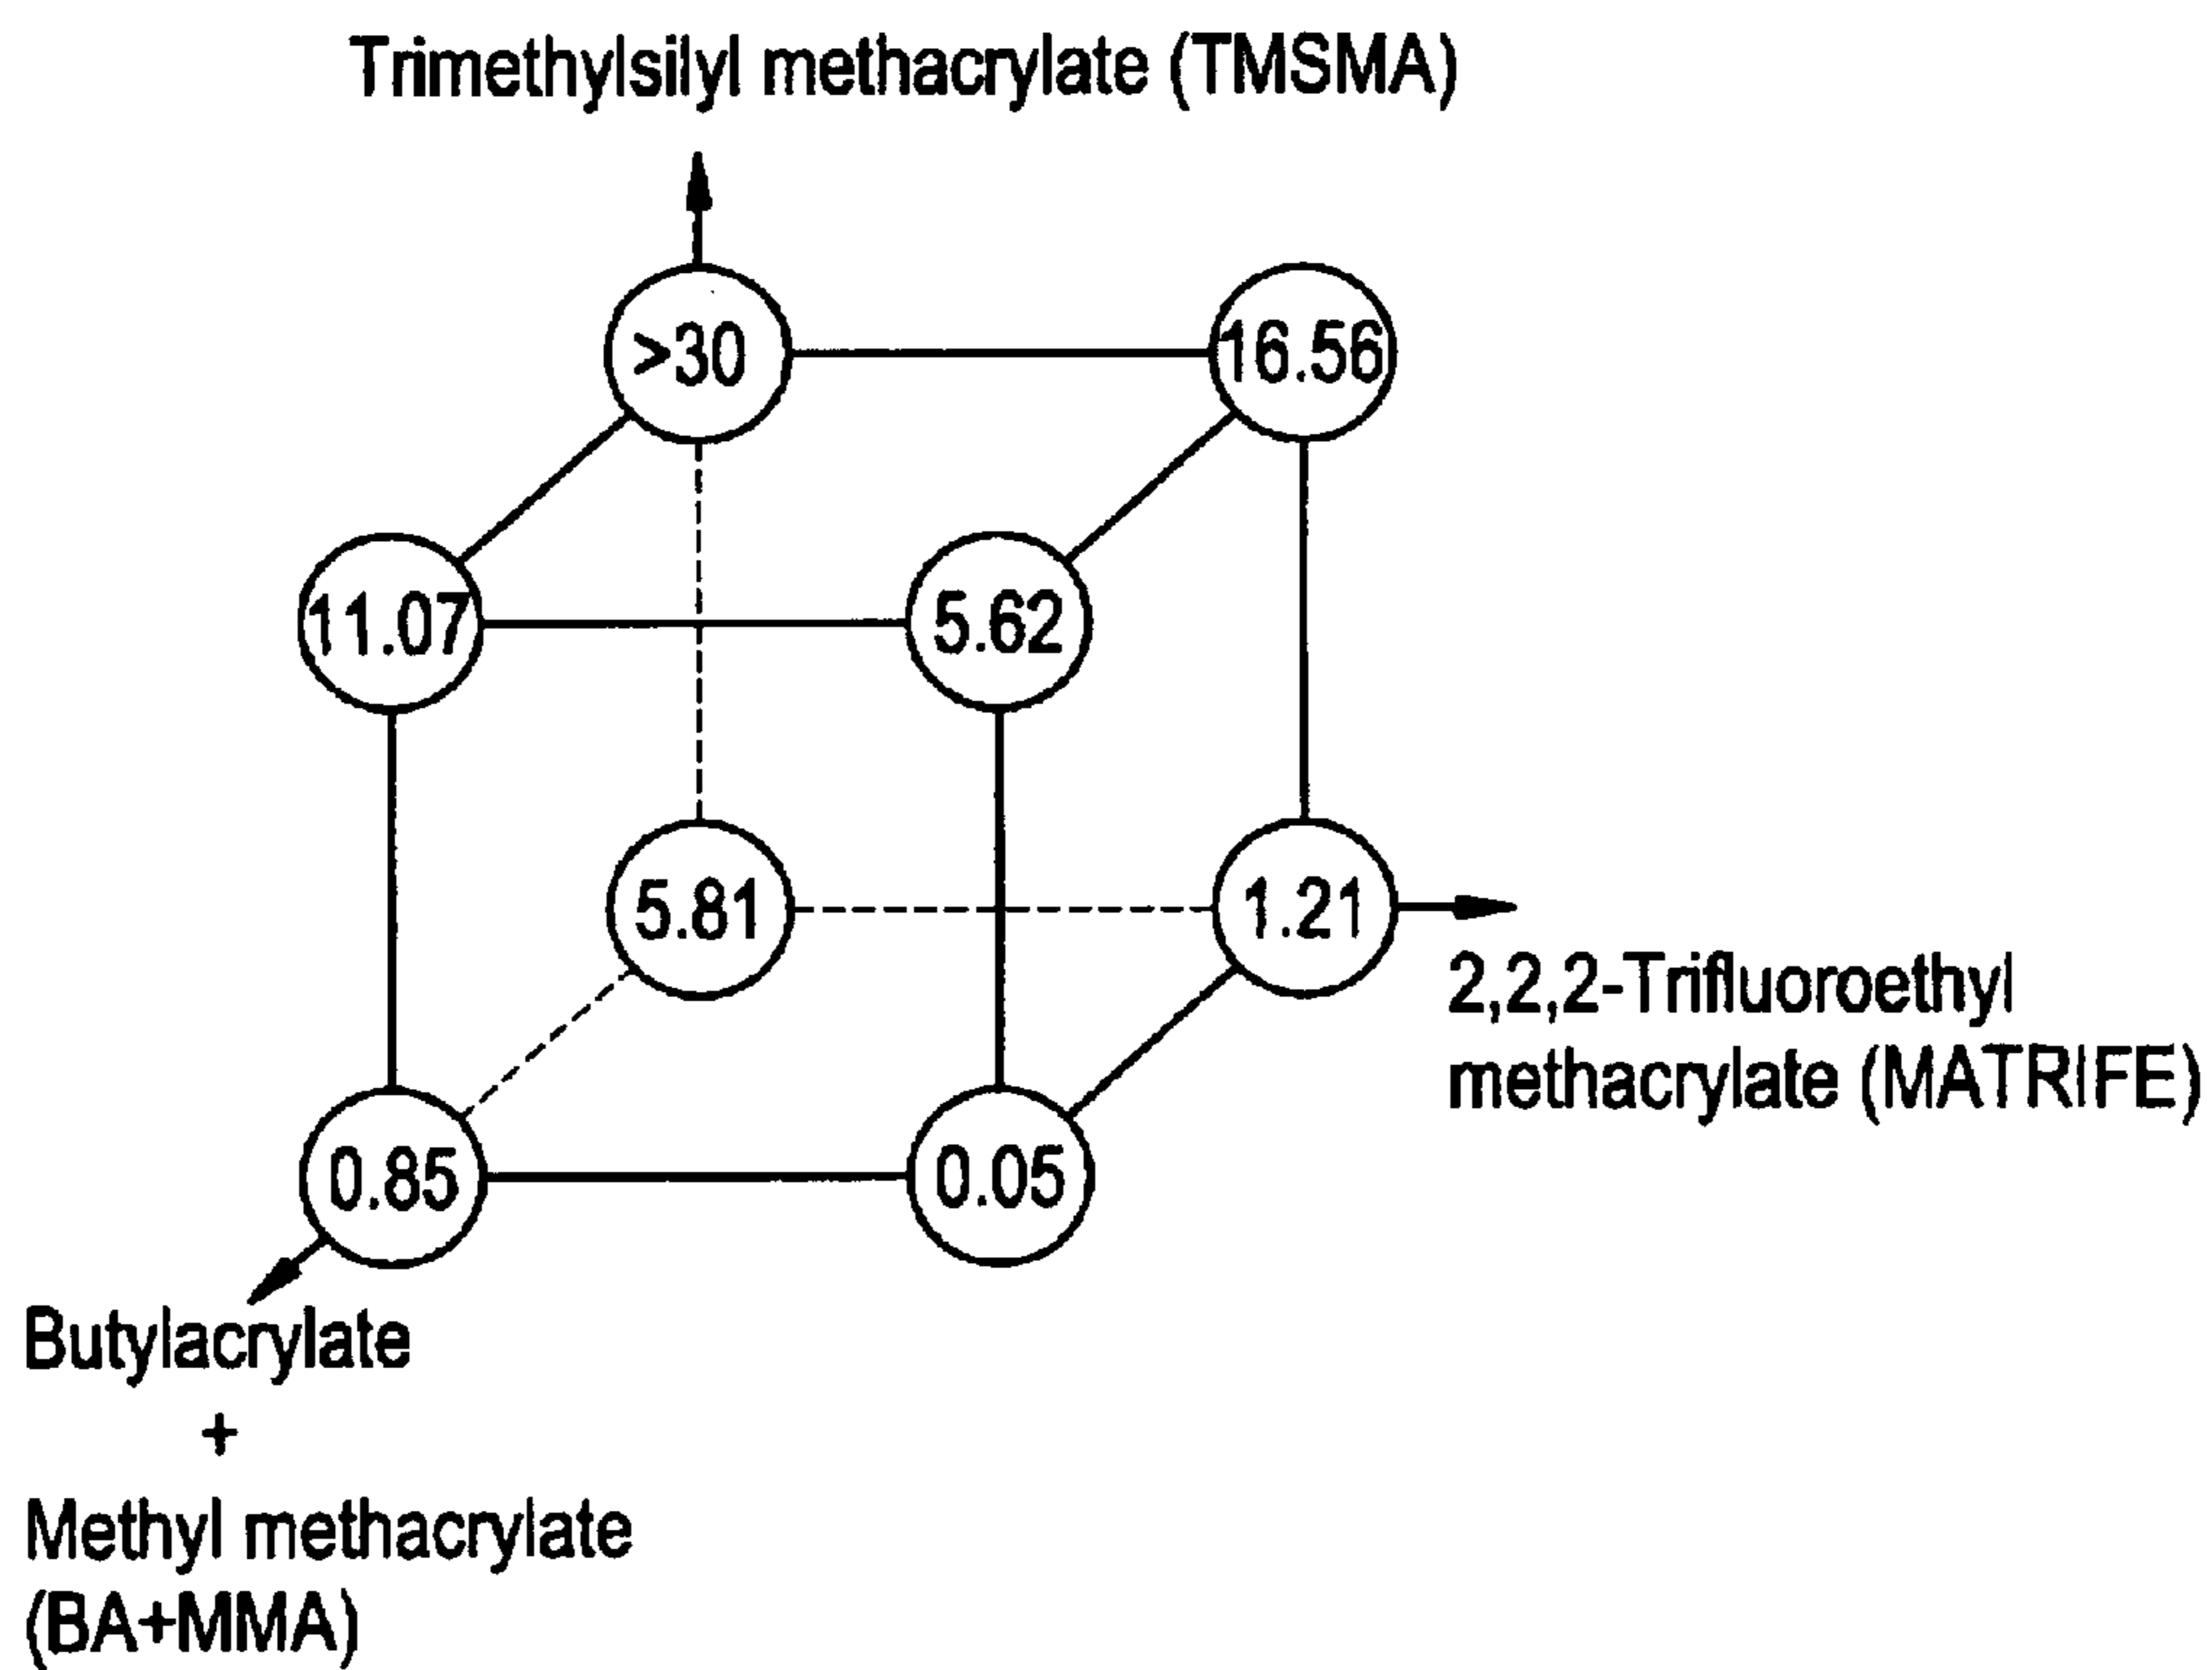 Trimethylsilyl methacrylate (TMSMA)
>30
16.56
11.07
5.62
5.81
1.21
2,2,2-Trifluoroethyl
methacrylate (MATRIFE)
0.85
0.05
Butylacrylate
+
Methyl methacrylate
(BA+MMA)